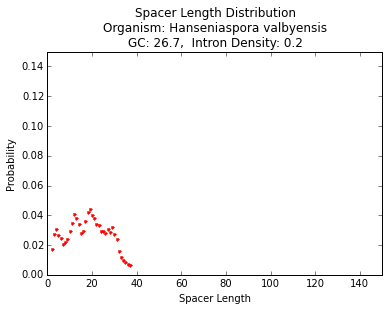 Spacer Length Distribution
Organism: Hanseniaspora valbyensis
GC: 26.7,  Intron Density: 0.2
0.14
0.12
0.10
0.08
0.06
0.04
0.02
0.00
Probability
0 20 40 60 80 100 120 140
Spacer Length